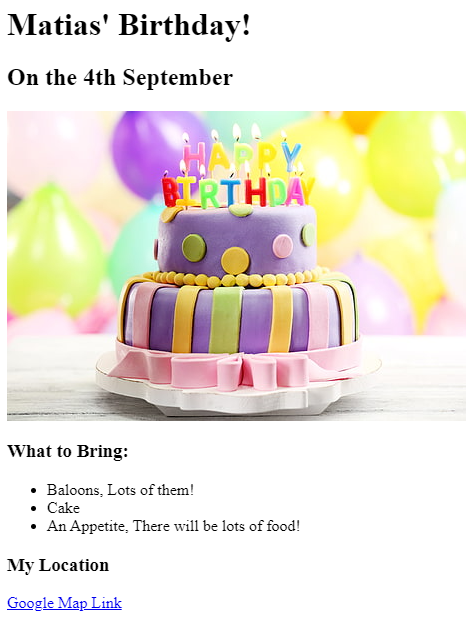 Matias' Birthday!
On the 4th September
HAPPY
BIRTHDAY
What to Bring:
Baloons, Lots of them!
Cake
An Appetite, There will be lots of food!
My Location
Google Map Link